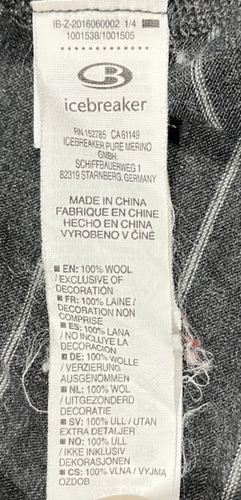 IB-Z-2016060002 1/4
1001538/1001505
icebreaker
RN 152785 CA 61149
ICEBREAKER PURE MERINO
GMBH.
SCHIFFBAUERWEG 1
82319 STARNBERG, GERMANY
MADE IN CHINA
FABRIQUE EN CHINE
HECHO EN CHINA
VYROBENO V ČÍNĚ
EN: 100% WOOL
/ EXCLUSIVE OF
DECORATION
FR: 100% LAINE /
DECORATION NON
COMPRISE
ES: 100% LANA
/ NO INCLUYE LA
DECORACION
DE: 100% WOLLE
/ VERZIERUNG
AUSGENOMMEN
NL: 100% WOL
/ UITGEZONDERD
DECORATIE
SV: 100% ULL / UTAN
EXTRA DETALJER
NO: 100% ULL
/ IKKE INKLUSIV
DEKORASJONEN
CS: 100% VLNA / VYJMA
OZDOB